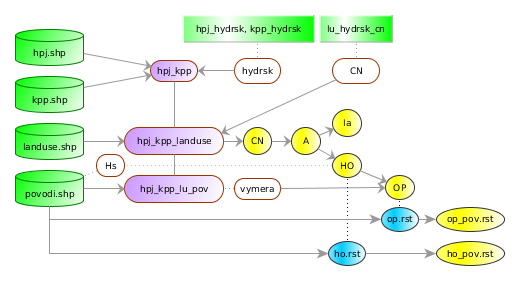 hpj_hydrsk, kpp_hydrsk
lu_hydrsk_cn
hpj.shp
hpj_kpp
hydrsk
CN
kpp.shp
Ia
landuse.shp
hpj_kpp_landuse
CN
A
Hs
HO
povodi.shp
hpj_kpp_lu_pov
vymera
OP
op.rst
op_pov.rst
ho.rst
ho_pov.rst